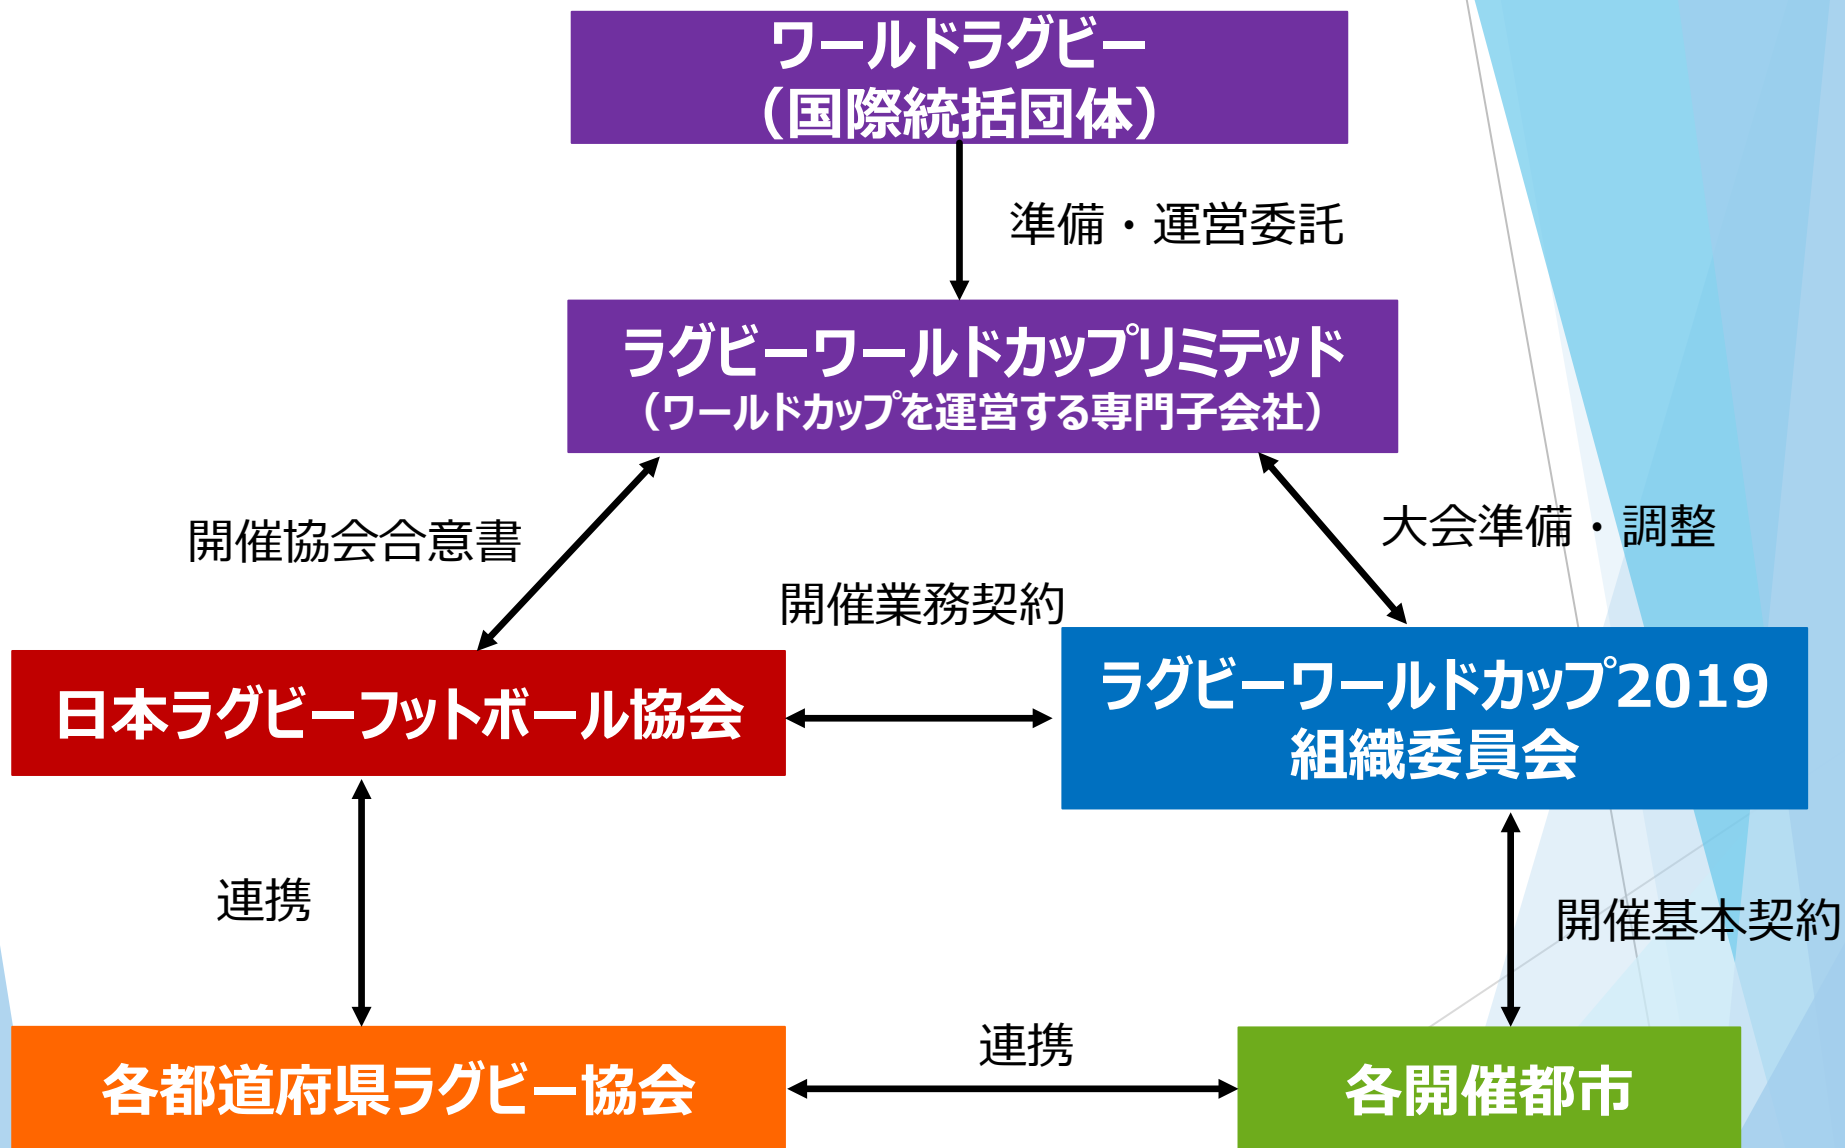 ワールドラグビー
（国際統括団体）
準備・運営委託
ラグビーワールドカップリミテッド
（ワールドカップを運営する専門子会社）
開催協会合意書
大会準備・調整
開催業務契約
日本ラグビーフットボール協会
ラグビーワールドカップ2019
組織委員会
連携
開催基本契約
各都道府県ラグビー協会
連携
各開催都市